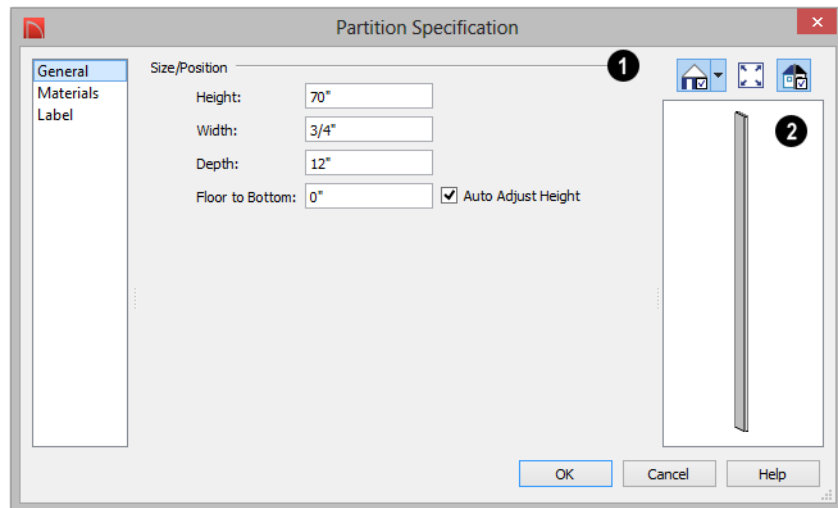 Partition Specification
General
Materials
Label
Size/Position
1
Height: 70"
Width: 3/4"
Depth: 12"
Floor to Bottom: 0" Auto Adjust Height
2
OK Cancel Help